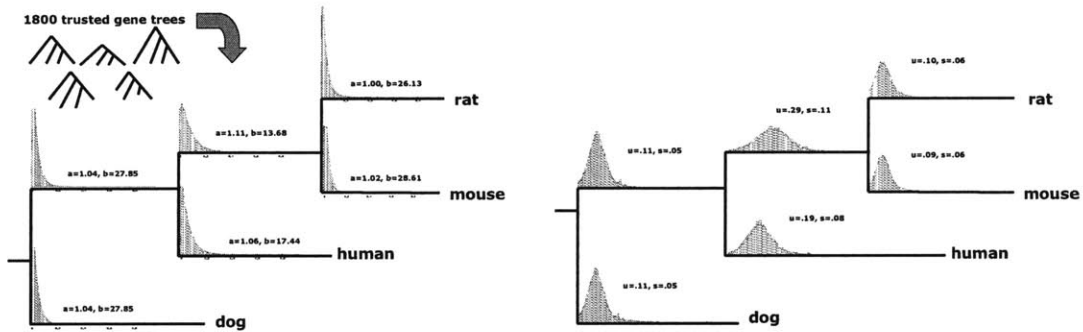 1800 trusted gene trees
a=1.00, b=26.13
rat
a=1.11, b=13.68
a=1.02, b=28.61
mouse
a=1.04, b=27.85
a=1.06, b=17.44
human
a=1.04, b=27.85
dog
u=.10, s=.06
rat
u=.29, s=.11
u=.11, s=.05
u=.09, s=.06
mouse
u=.19, s=.08
human
u=.11, s=.05
dog